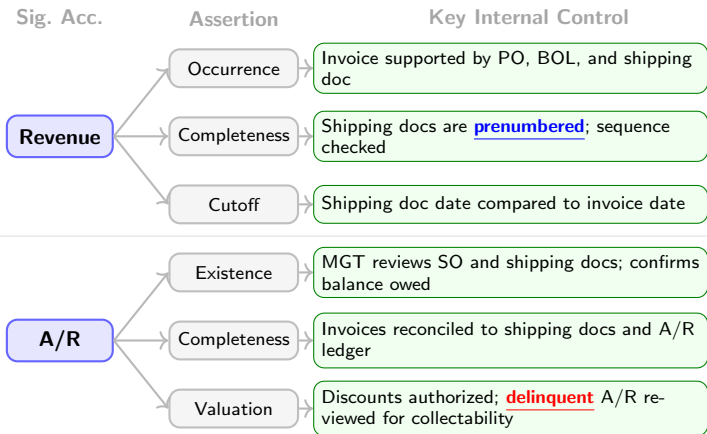 Sig. Acc. Assertion Key Internal Control
Occurrence
Invoice supported by PO, BOL, and shipping
doc
Revenue
Completeness
Shipping docs are prenumbered; sequence
checked
Cutoff
Shipping doc date compared to invoice date
Existence
MGT reviews SO and shipping docs; confirms
balance owed
A/R
Completeness
Invoices reconciled to shipping docs and A/R
ledger
Valuation
Discounts authorized; delinquent A/R re-
viewed for collectability